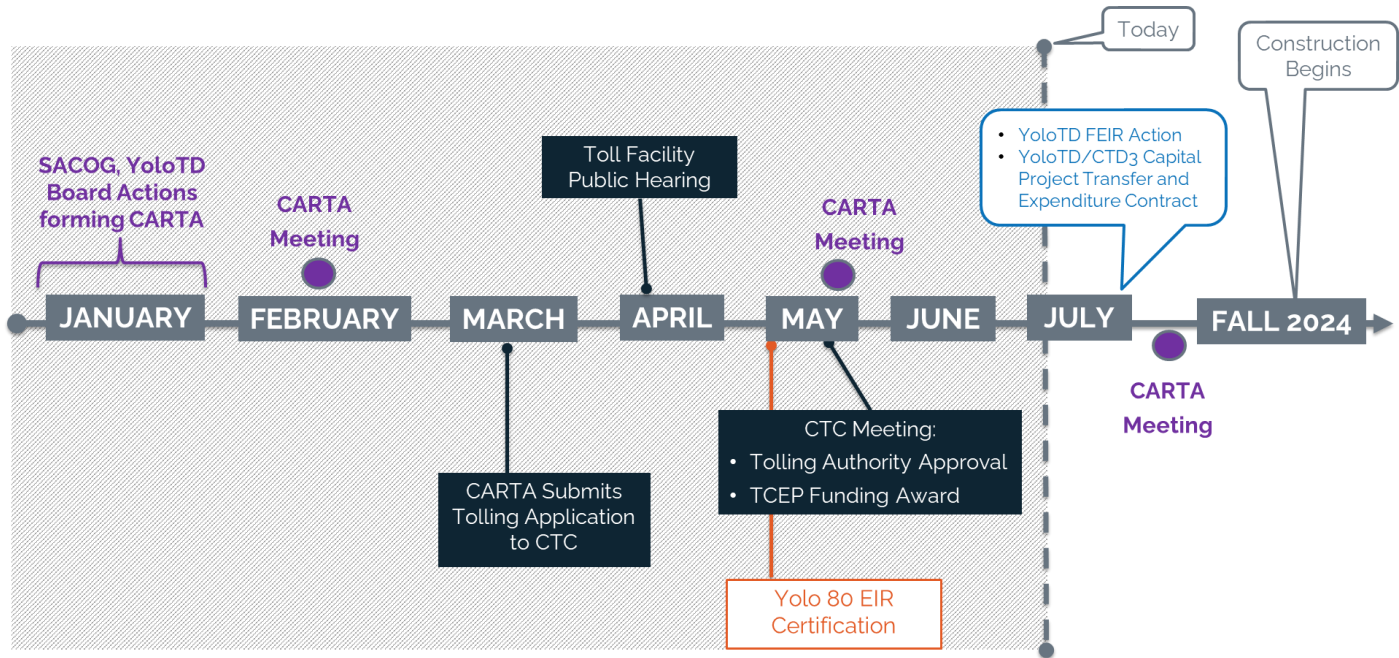 Today
Construction
Begins
• YoloTD FEIR Action
• YoloTD/CTD3 Capital
Project Transfer and
Expenditure Contract
Toll Facility
Public Hearing
SACOG, YoloTD
Board Actions
forming CARTA
CARTA
Meeting
CARTA
Meeting
JANUARY
FEBRUARY
MARCH
APRIL
MAY
JUNE
JULY
FALL 2024
CARTA
Meeting
CTC Meeting:
• Tolling Authority Approval
• TCEP Funding Award
CARTA Submits
Tolling Application
to CTC
Yolo 80 EIR
Certification